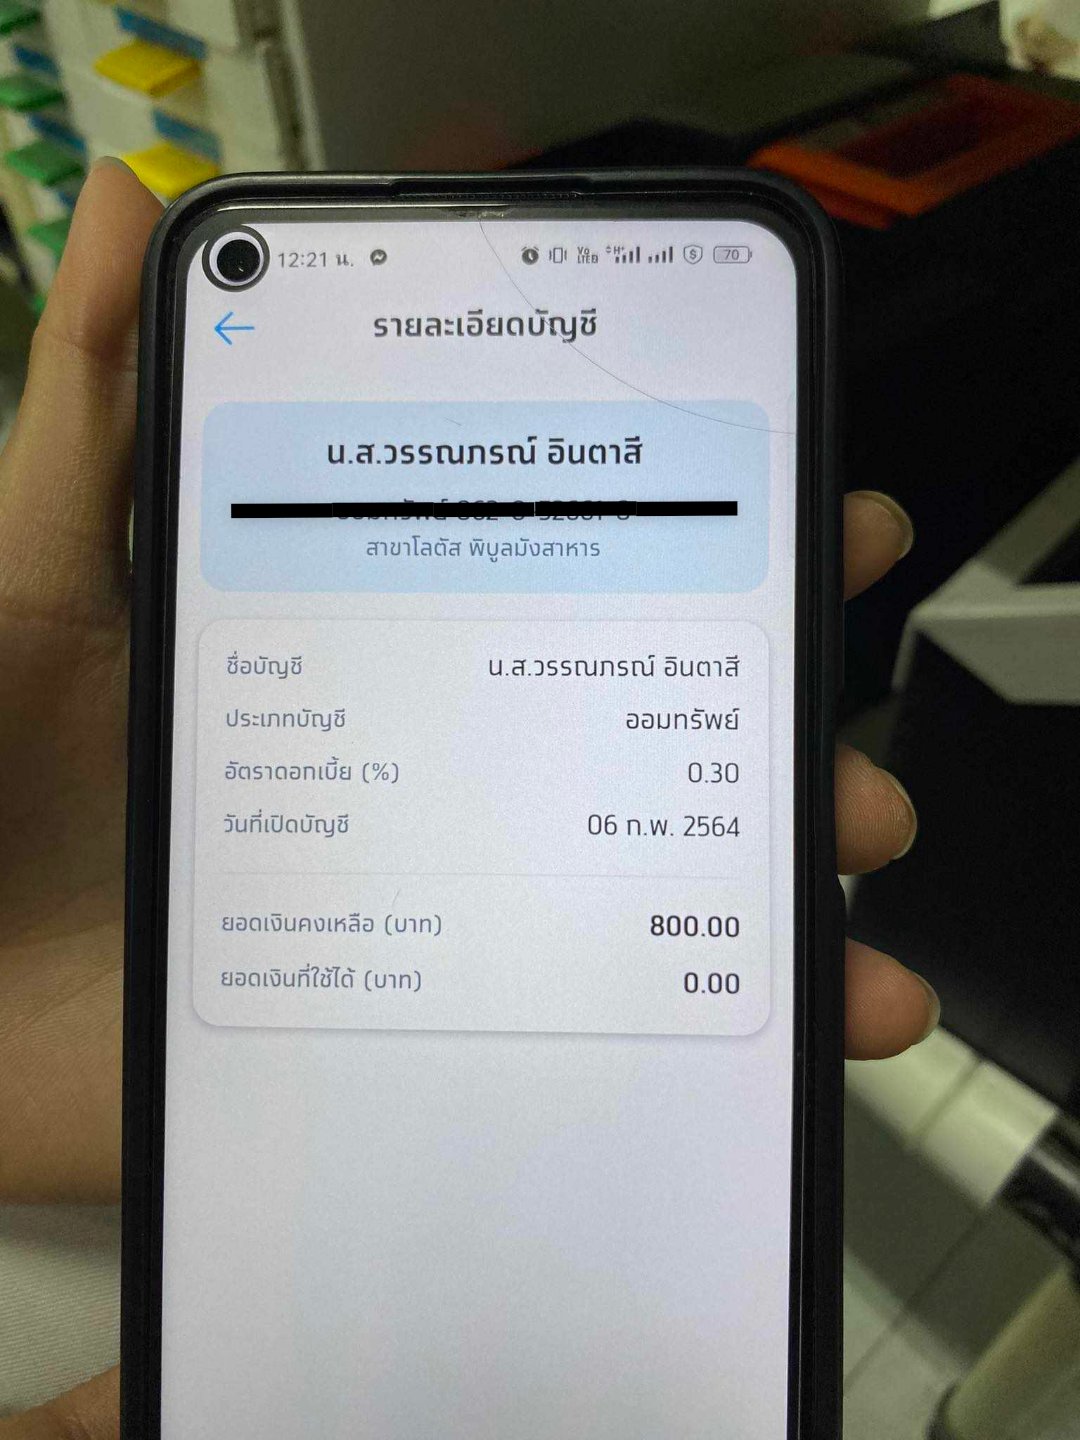 12:21 น.
70
รายละเอียดบัญชี
น.ส.วรรณภรณ์ อินตาสี
สาขาโลตัส พิบูลมังสาหาร
ชื่อบัญชี น.ส.วรรณภรณ์ อินตาสี
ประเภทบัญชี ออมทรัพย์
อัตราดอกเบี้ย (%) 0.30
วันที่เปิดบัญชี 06 ก.พ. 2564
ยอดเงินคงเหลือ (บาท) 800.00
ยอดเงินที่ใช้ได้ (บาท) 0.00